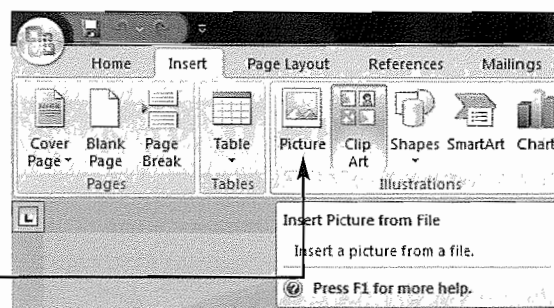 Home Insert Page Layout References Mailings
Cover Page Blank Page Page Break Table Picture Clip Art Shapes SmartArt Chart
Pages Tables Illustrations
Insert Picture from File
Insert a picture from a file.
Press F1 for more help.